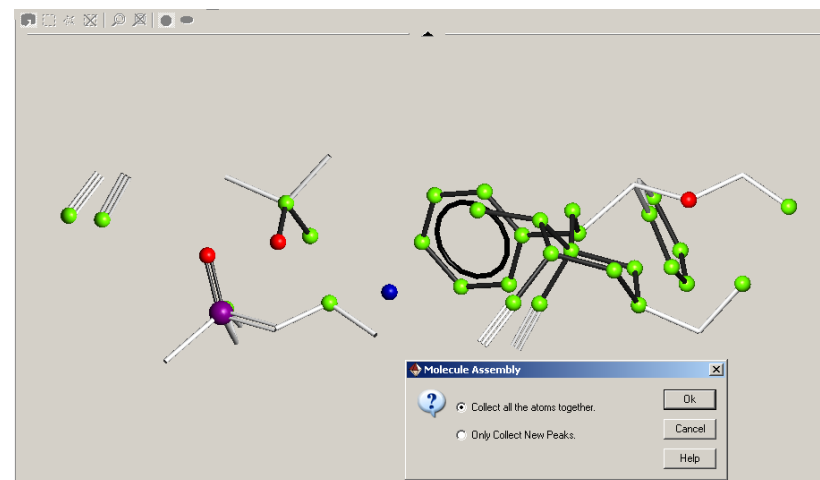 Molecule Assembly
?
Collect all the atoms together.
Only Collect New Peaks.
Ok
Cancel
Help